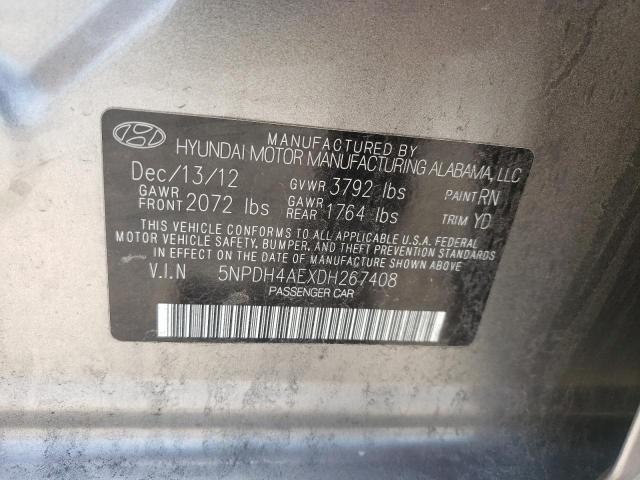 MANUFACTURED BY
HYUNDAI MOTOR MANUFACTURING ALABAMA, LLC
Dec/13/12 GVWR 3792 lbs PAINT RN
GAWR FRONT 2072 lbs GAWR REAR 1764 lbs TRIM YD
THIS VEHICLE CONFORMS TO ALL APPLICABLE U.S.A. FEDERAL
MOTOR VEHICLE SAFETY, BUMPER, AND THEFT PREVENTION STANDARDS
IN EFFECT ON THE DATE OF MANUFACTURE SHOWN ABOVE.
V.I.N 5NPDH4AEXDH267408
PASSENGER CAR